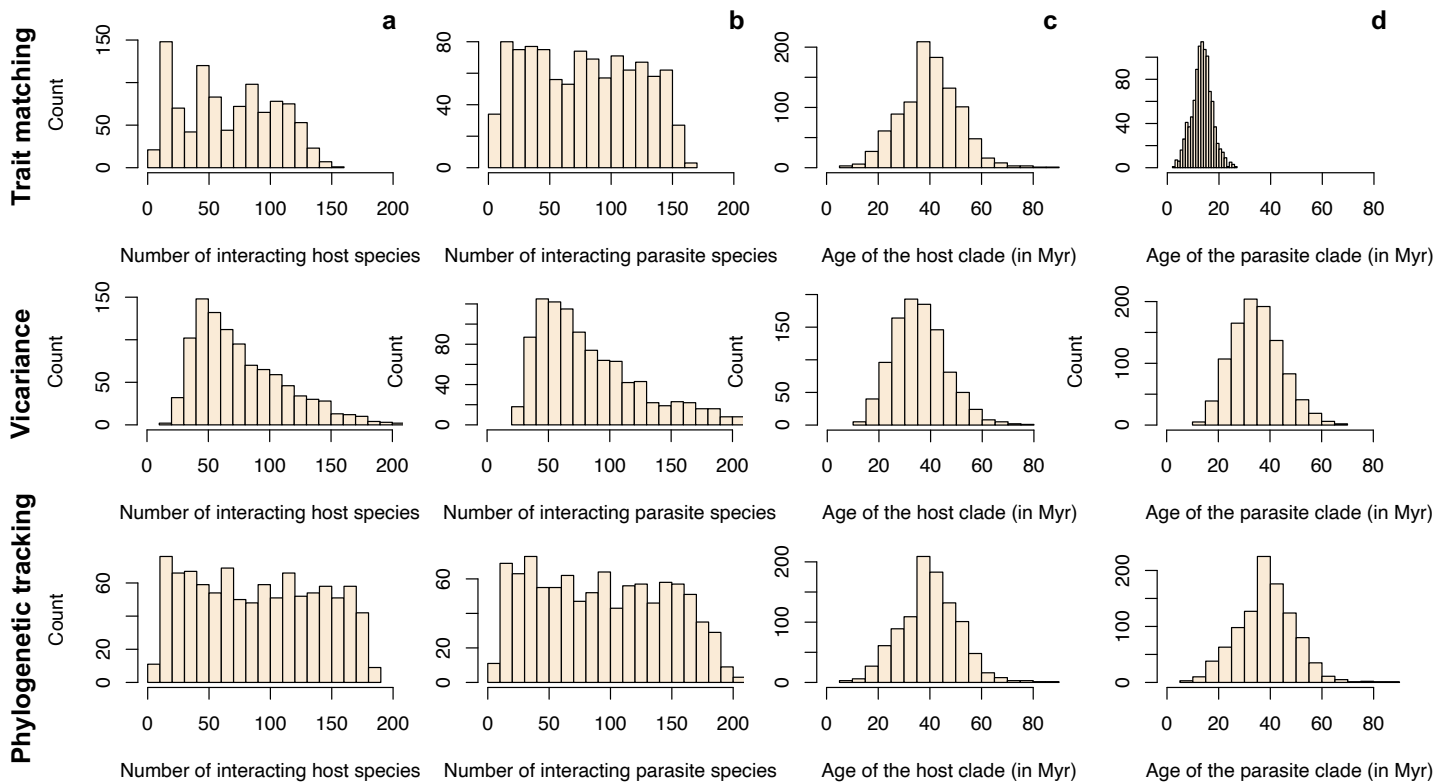 a b c d
Trait matching
Count
0 50 150
0 50 100 150 200
Number of interacting host species
0 40 80
0 50 100 150 200
Number of interacting parasite species
0 100 200
0 20 40 60 80
Age of the host clade (in Myr)
0 40 80
0 20 40 60 80
Age of the parasite clade (in Myr)
Vicariance
Count
0 50 150
0 50 100 150 200
Number of interacting host species
Count
0 40 80
0 50 100 150 200
Number of interacting parasite species
Count
0 50 150
0 20 40 60 80
Age of the host clade (in Myr)
Count
0 100 200
0 20 40 60 80
Age of the parasite clade (in Myr)
Phylogenetic tracking
Count
0 20 60
0 50 100 150 200
Number of interacting host species
0 20 60
0 50 100 150 200
Number of interacting parasite species
0 100 200
0 20 40 60 80
Age of the host clade (in Myr)
0 100 200
0 20 40 60 80
Age of the parasite clade (in Myr)